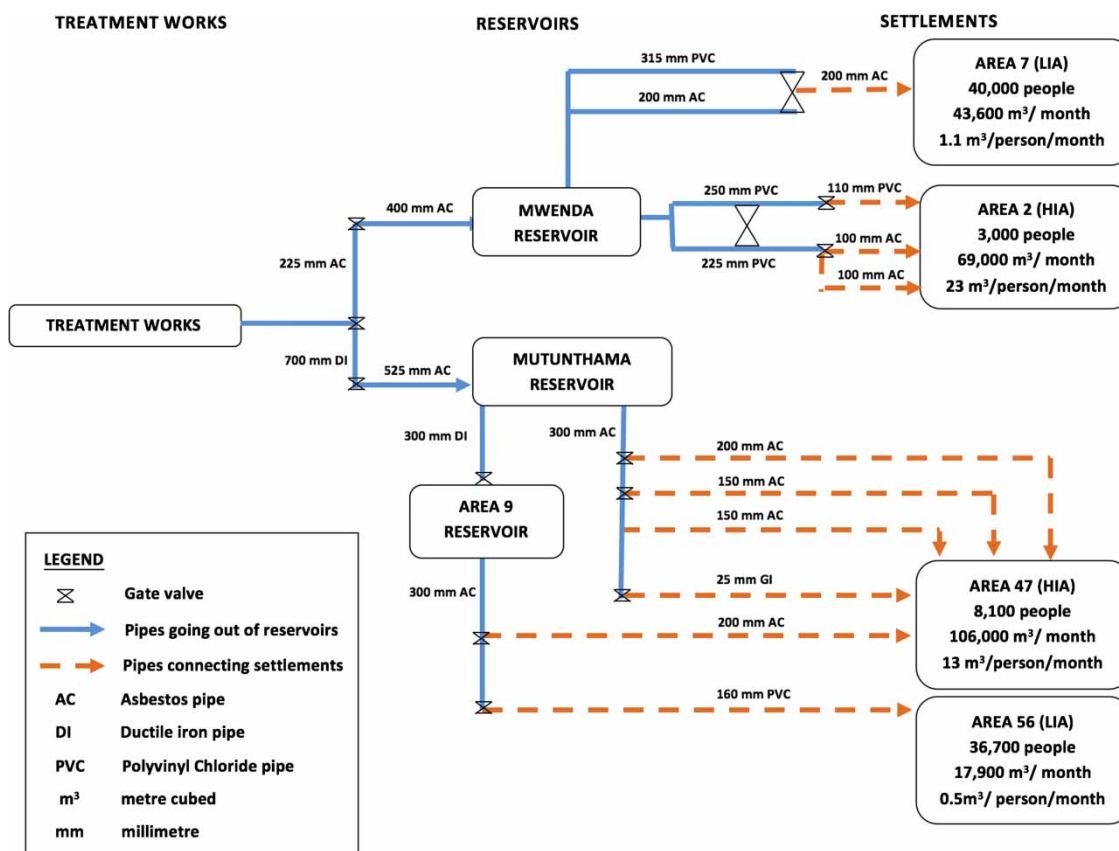 TREATMENT WORKS
RESERVOIRS
SETTLEMENTS
315 mm PVC
200 mm AC
200 mm AC
AREA 7 (LIA)
40,000 people
43,600 m³/ month
1.1 m³/person/month
400 mm AC
225 mm AC
MWENDA
RESERVOIR
250 mm PVC
225 mm PVC
110 mm PVC
100 mm AC
100 mm AC
AREA 2 (HIA)
3,000 people
69,000 m³/ month
23 m³/person/month
TREATMENT WORKS
700 mm DI
525 mm AC
MUTUNTHAMA
RESERVOIR
300 mm DI
300 mm AC
200 mm AC
150 mm AC
150 mm AC
25 mm GI
AREA 9
RESERVOIR
300 mm AC
200 mm AC
160 mm PVC
AREA 47 (HIA)
8,100 people
106,000 m³/ month
13 m³/person/month
AREA 56 (LIA)
36,700 people
17,900 m³/ month
0.5m³/ person/month
LEGEND
Gate valve
Pipes going out of reservoirs
Pipes connecting settlements
AC Asbestos pipe
DI Ductile iron pipe
PVC Polyvinyl Chloride pipe
m³ metre cubed
mm millimetre